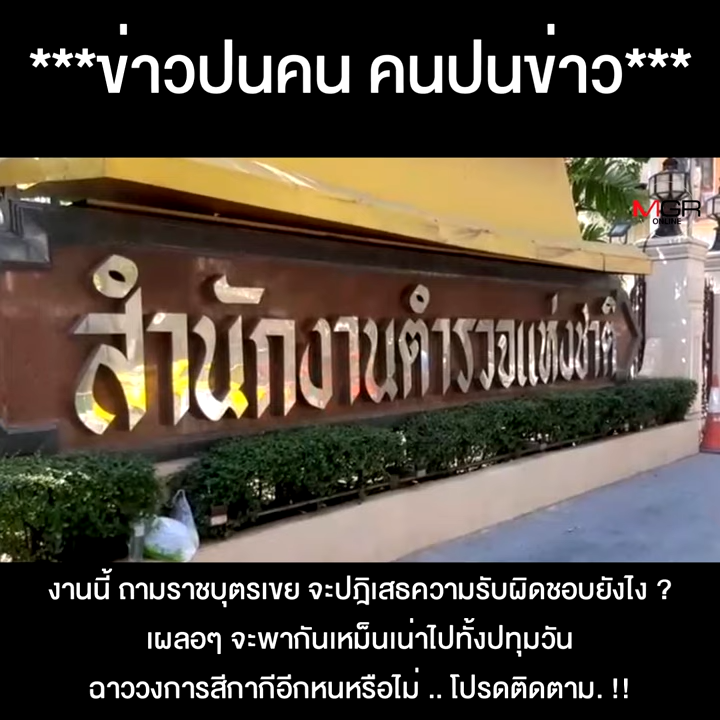 ***ข่าวปนคน คนปนข่าว***
MGR
ONLINE
สำนักงานตำรวจแห่งชาติ
งานนี้ ถามราชบุตรเขย จะปฎิเสธความรับผิดชอบยังไง ?
เผลอๆ จะพากันเหม็นเน่าไปทั้งปทุมวัน
ฉาววงการสีกากีอีกหนหรือไม่ .. โปรดติดตาม. !!